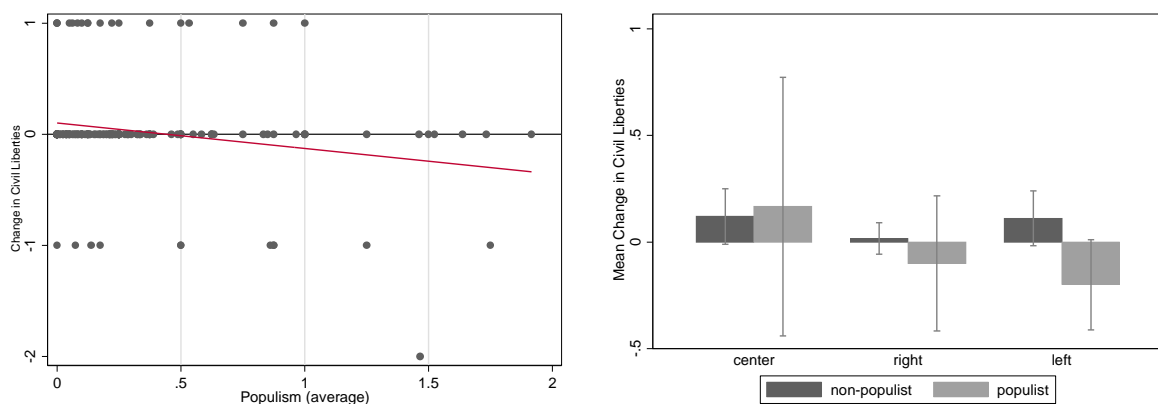 Change in Civil Liberties
1
0
-1
-2
0
.5
1
1.5
2
Populism (average)
Mean Change in Civil Liberties
1
.5
0
-.5
center
right
left
non-populist
populist